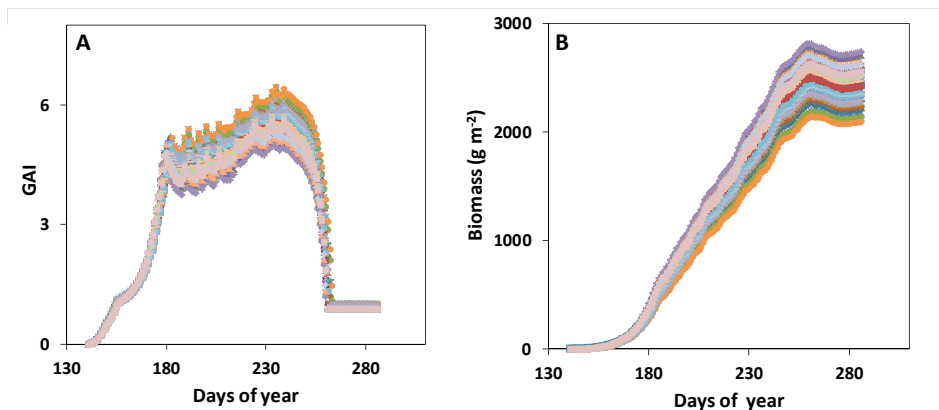 A
GAI
6
3
0
130 180 230 280
Days of year
B
Biomass (g m⁻²)
3000
2000
1000
0
130 180 230 280
Days of year